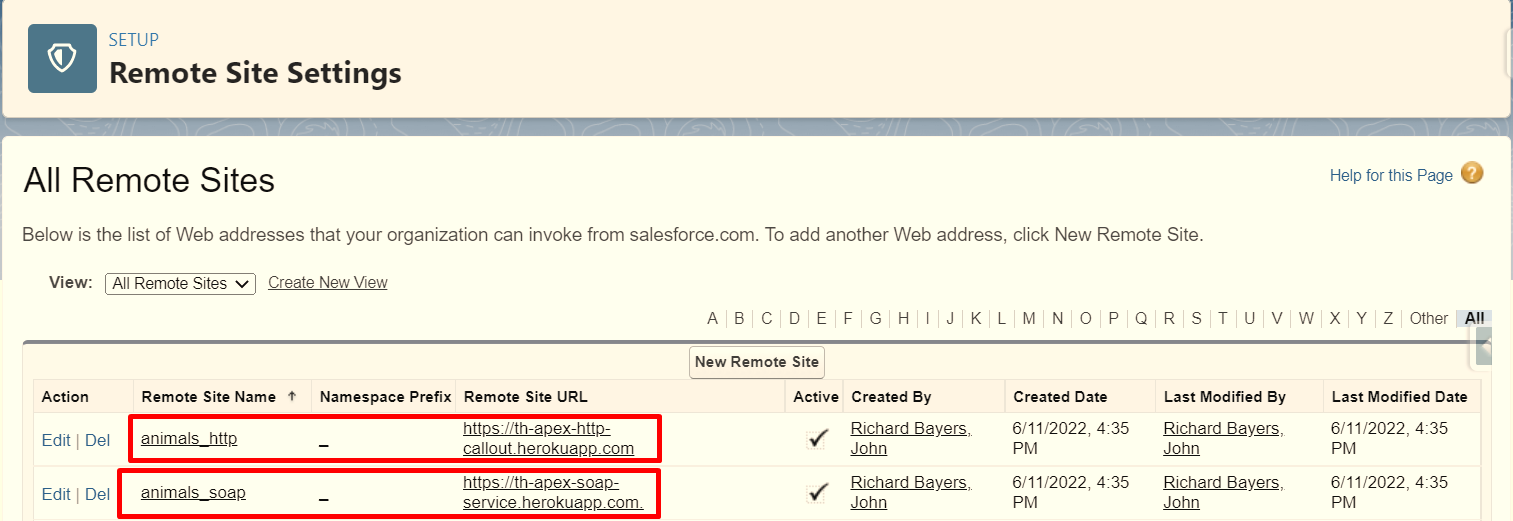 SETUP
Remote Site Settings
All Remote Sites
Help for this Page ?
Below is the list of Web addresses that your organization can invoke from salesforce.com. To add another Web address, click New Remote Site.
View: All Remote Sites Create New View
A B C D E F G H I J K L M N O P Q R S T U V W X Y Z Other All
New Remote Site
Action Remote Site Name ↑ Namespace Prefix Remote Site URL Active Created By Created Date Last Modified By Last Modified Date
Edit | Del animals_http _ https://th-apex-http- Richard Bayers, 6/11/2022, 4:35 Richard Bayers, 6/11/2022, 4:35
callout.herokuapp.com John PM John PM
Edit | Del animals_soap _ https://th-apex-soap- Richard Bayers, 6/11/2022, 4:35 Richard Bayers, 6/11/2022, 4:35
service.herokuapp.com. John PM John PM